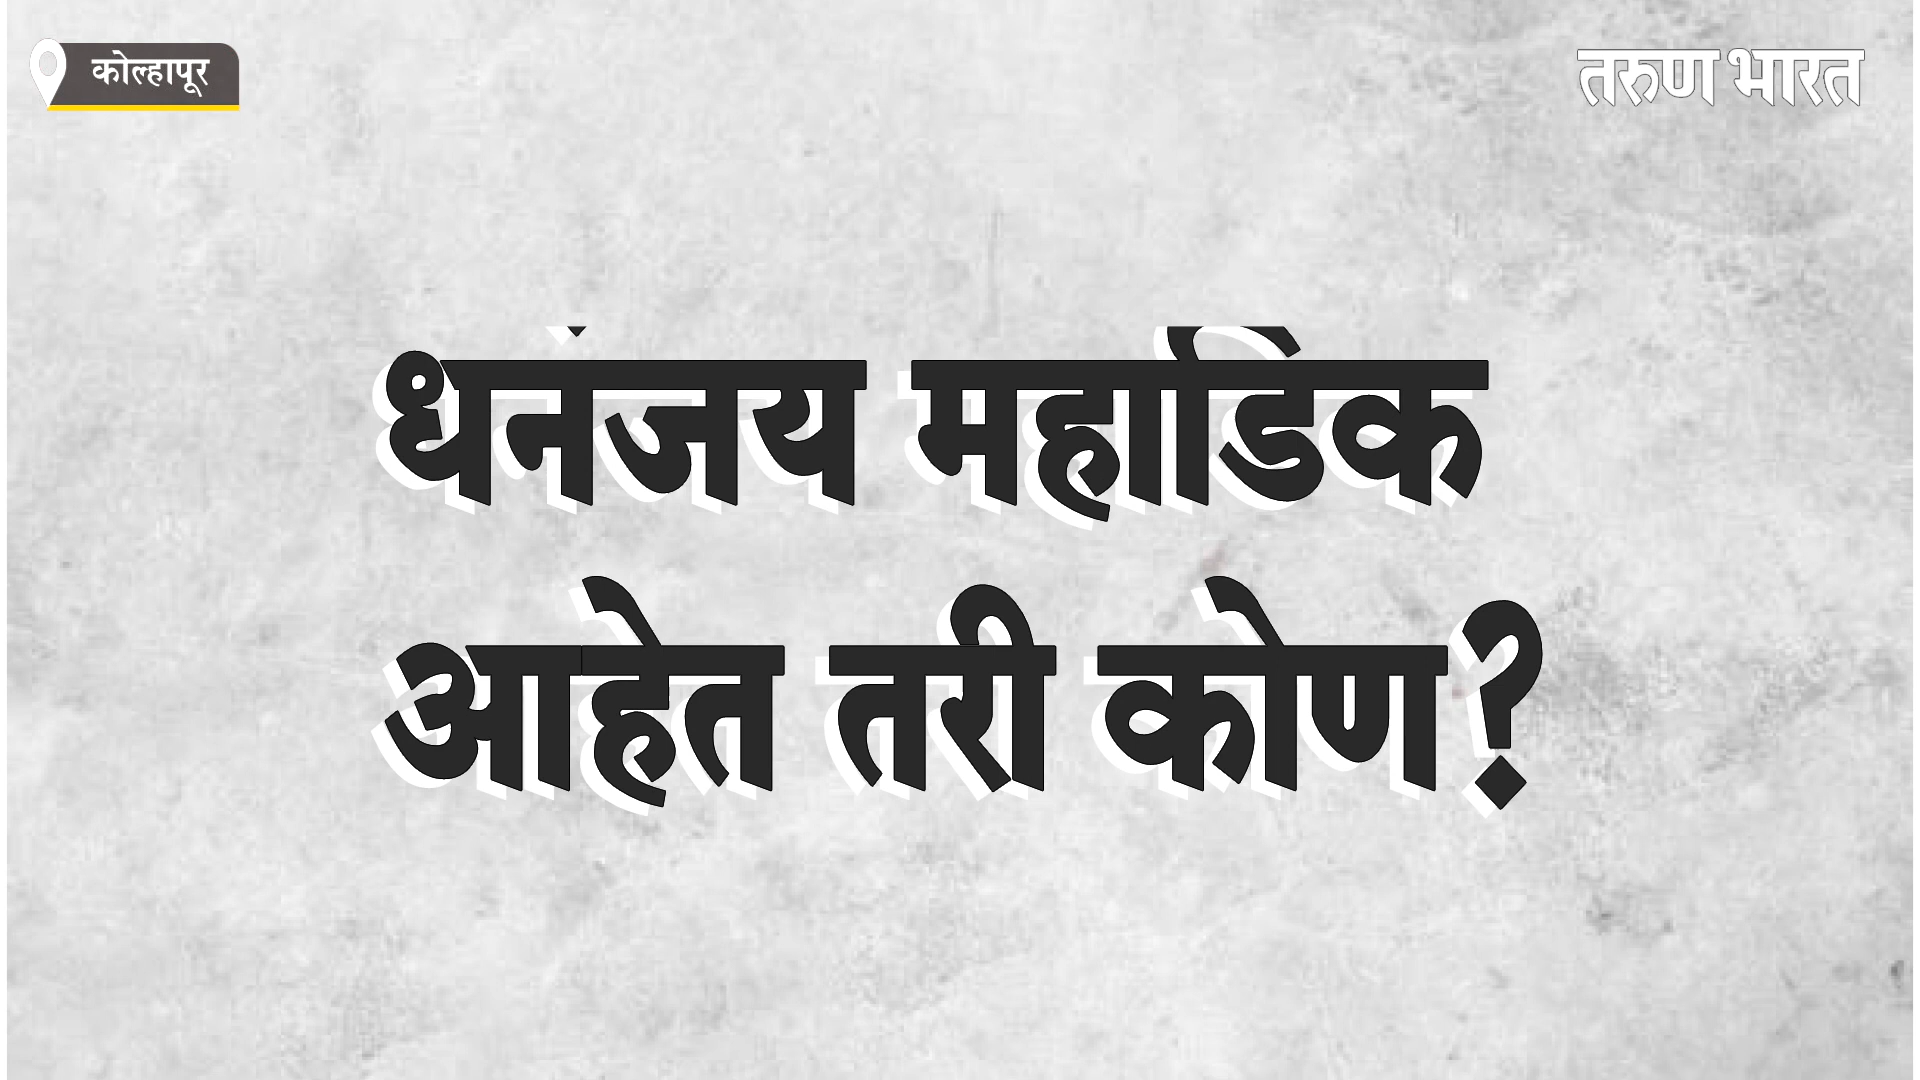 कोल्हापूर
तरुण भारत
धनंजय महाडिक
आहेत तरी कोण?